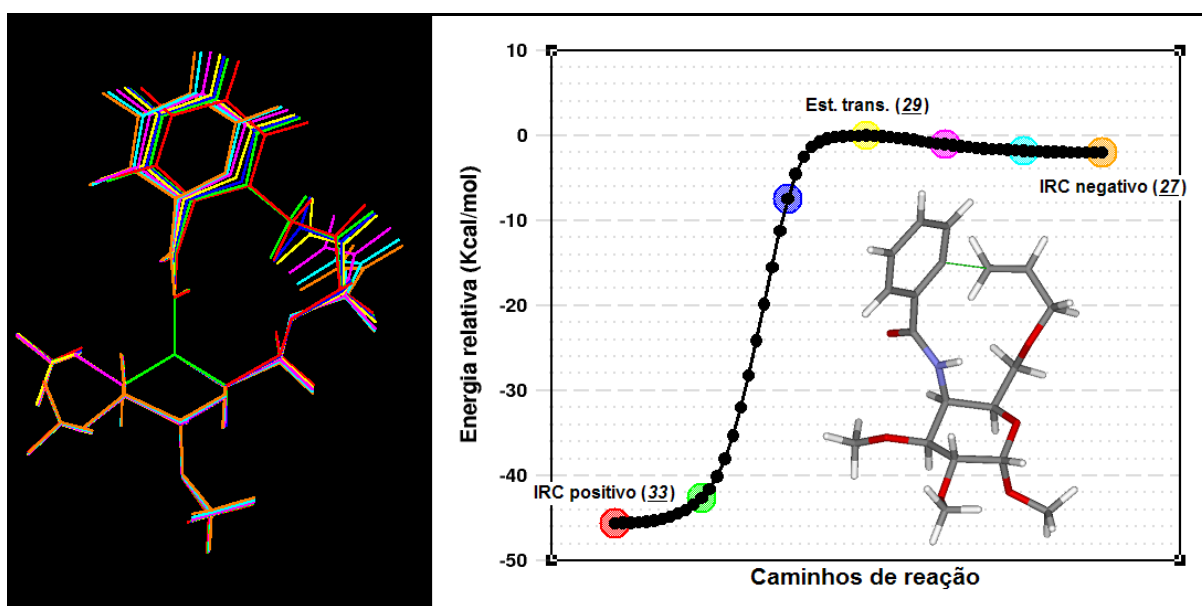 10
Est. trans. (29)
0
IRC negativo (27)
-10
Energia relativa (Kcal/mol)
-20
-30
-40
IRC positivo (33)
-50
Caminhos de reação